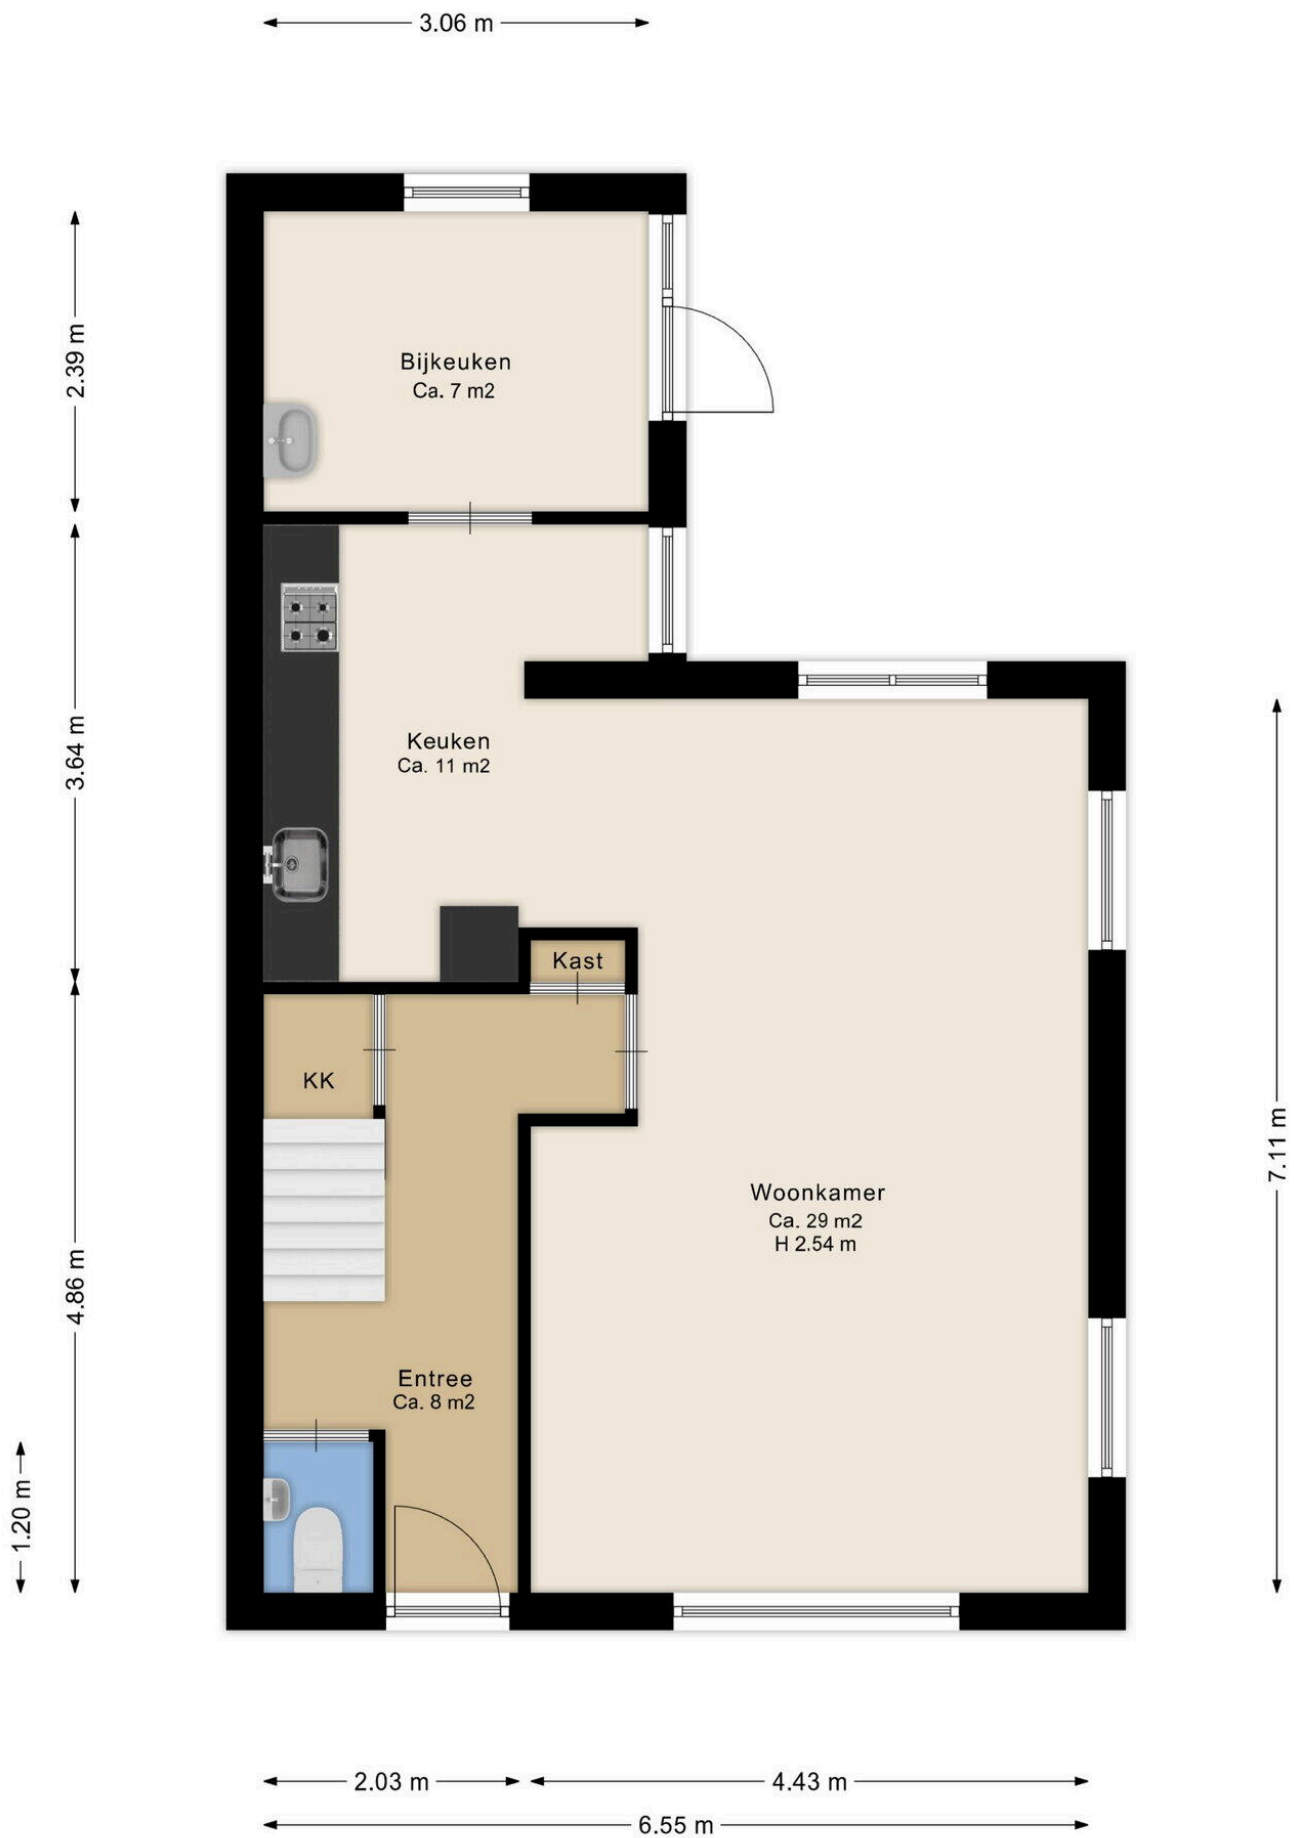 3.06 m
2.39 m
Bijkeuken
Ca. 7 m2
3.64 m
Keuken
Ca. 11 m2
Kast
KK
7.11 m
Woonkamer
Ca. 29 m2
H 2.54 m
4.86 m
Entree
Ca. 8 m2
1.20 m
2.03 m
4.43 m
6.55 m